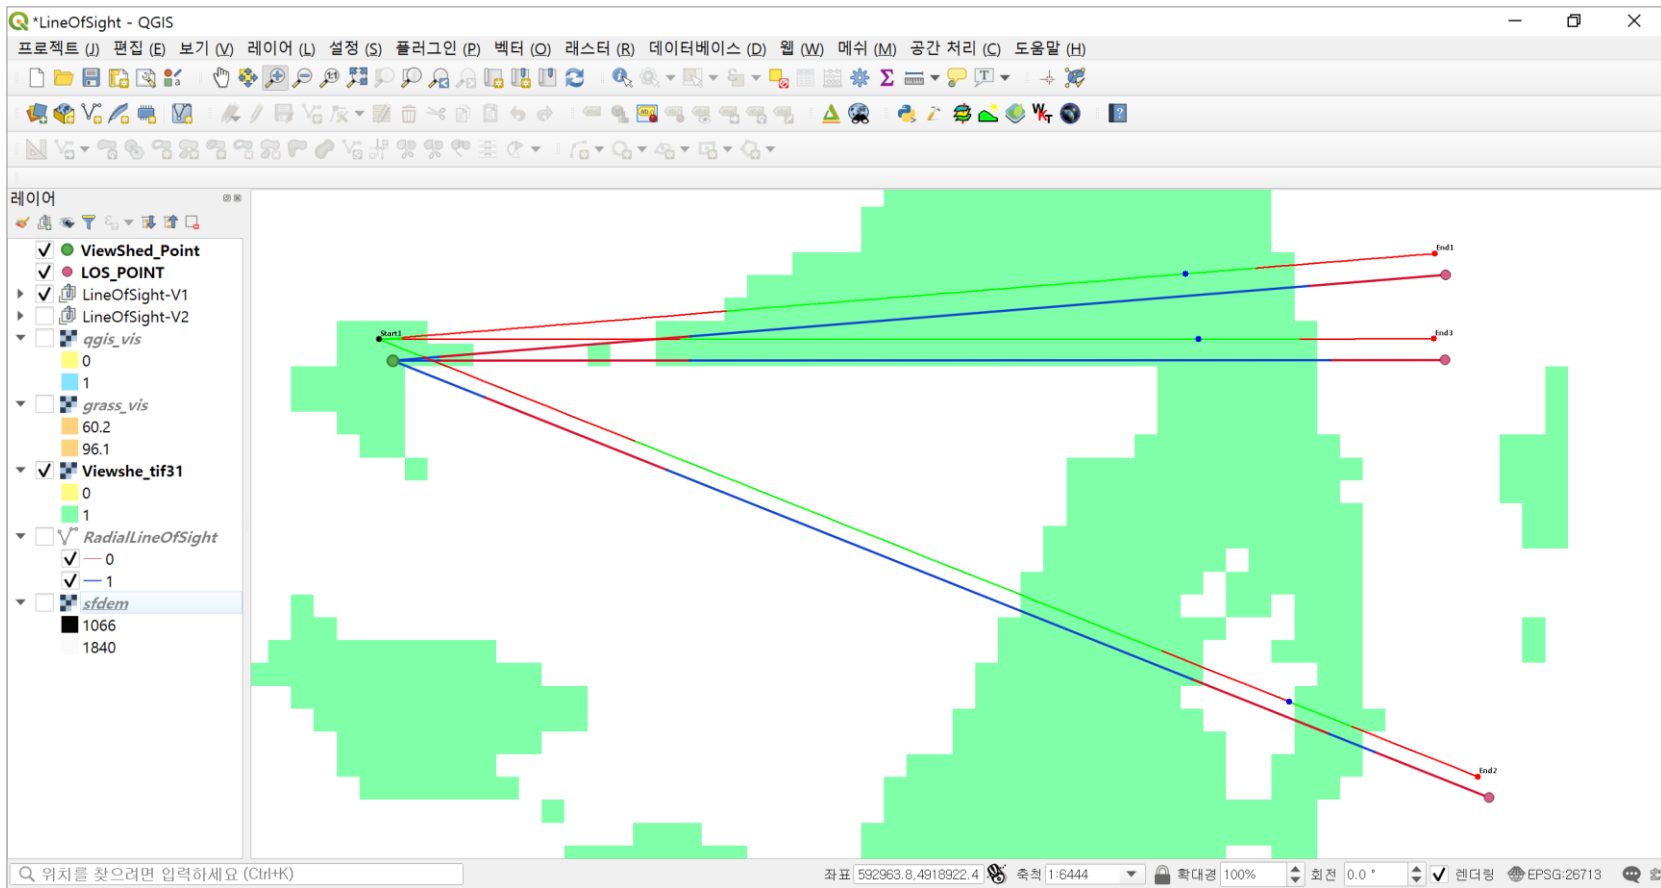 *LineOfSight - QGIS
프로젝트 (J) 편집 (E) 보기 (V) 레이어 (L) 설정 (S) 플러그인 (P) 벡터 (O) 래스터 (R) 데이터베이스 (D) 웹 (W) 메쉬 (M) 공간 처리 (C) 도움말 (H)
레이어
ViewShed_Point
LOS_POINT
LineOfSight-V1
LineOfSight-V2
qgis_vis
0
1
grass_vis
60.2
96.1
Viewshe_tif31
0
1
RadialLineOfSight
0
1
sfdem
1066
1840
End1
Start1
End3
End2
위치를 찾으려면 입력하세요 (Ctrl+K)
좌표 592963.8,4918922.4 축척 1:6444 확대경 100% 회전 0.0 ° 렌더링 EPSG:26713